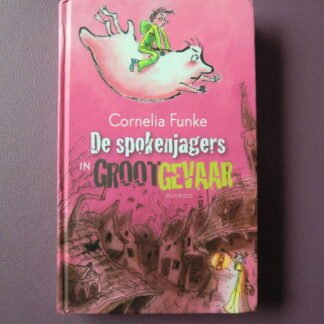 Cornelia Funke
De spokenjagers
IN GROOTGEVAAR
QUERIDO